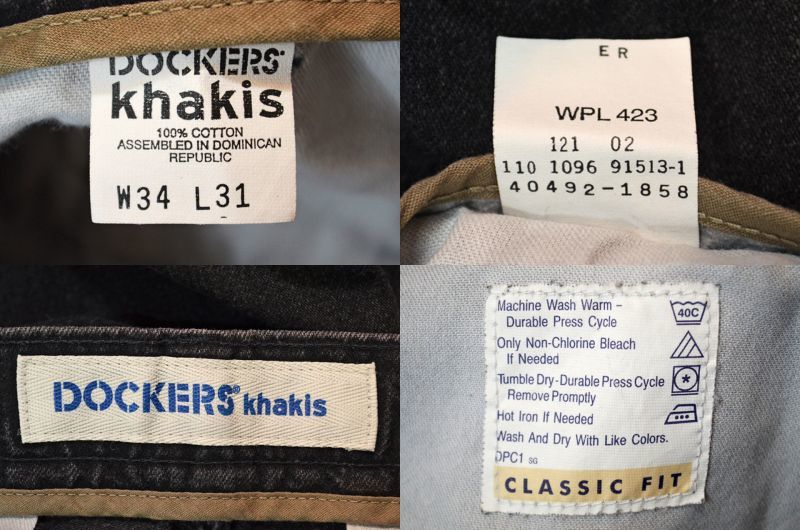 DOCKERS®
khakis
100% COTTON
ASSEMBLED IN DOMINICAN
REPUBLIC
W34 L31
E R
WPL 423
121 02
110 1096 91513-1
40492-1858
DOCKERS® khakis
Machine Wash Warm –
Durable Press Cycle
40C
Only Non-Chlorine Bleach
If Needed
Tumble Dry-Durable Press Cycle
Remove Promptly
Hot Iron If Needed
Wash And Dry With Like Colors.
DPC1 SG
CLASSIC FIT